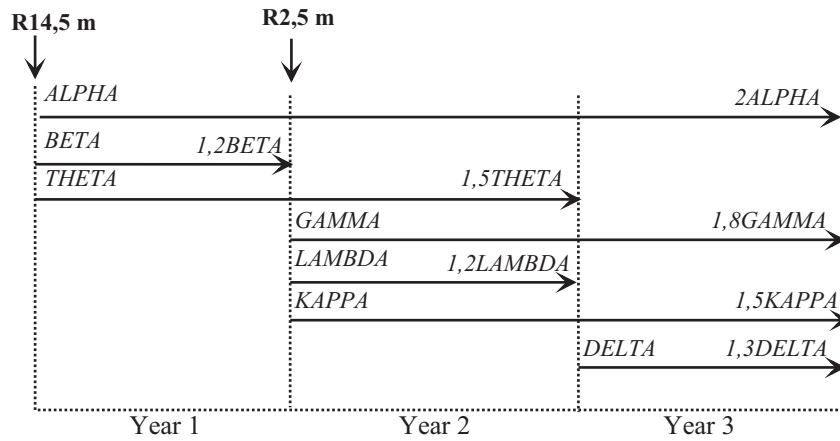 R14,5 m R2,5 m
ALPHA 2ALPHA
BETA 1,2BETA
THETA 1,5THETA
GAMMA 1,8GAMMA
LAMBDA 1,2LAMBDA
KAPPA 1,5KAPPA
DELTA 1,3DELTA
Year 1 Year 2 Year 3